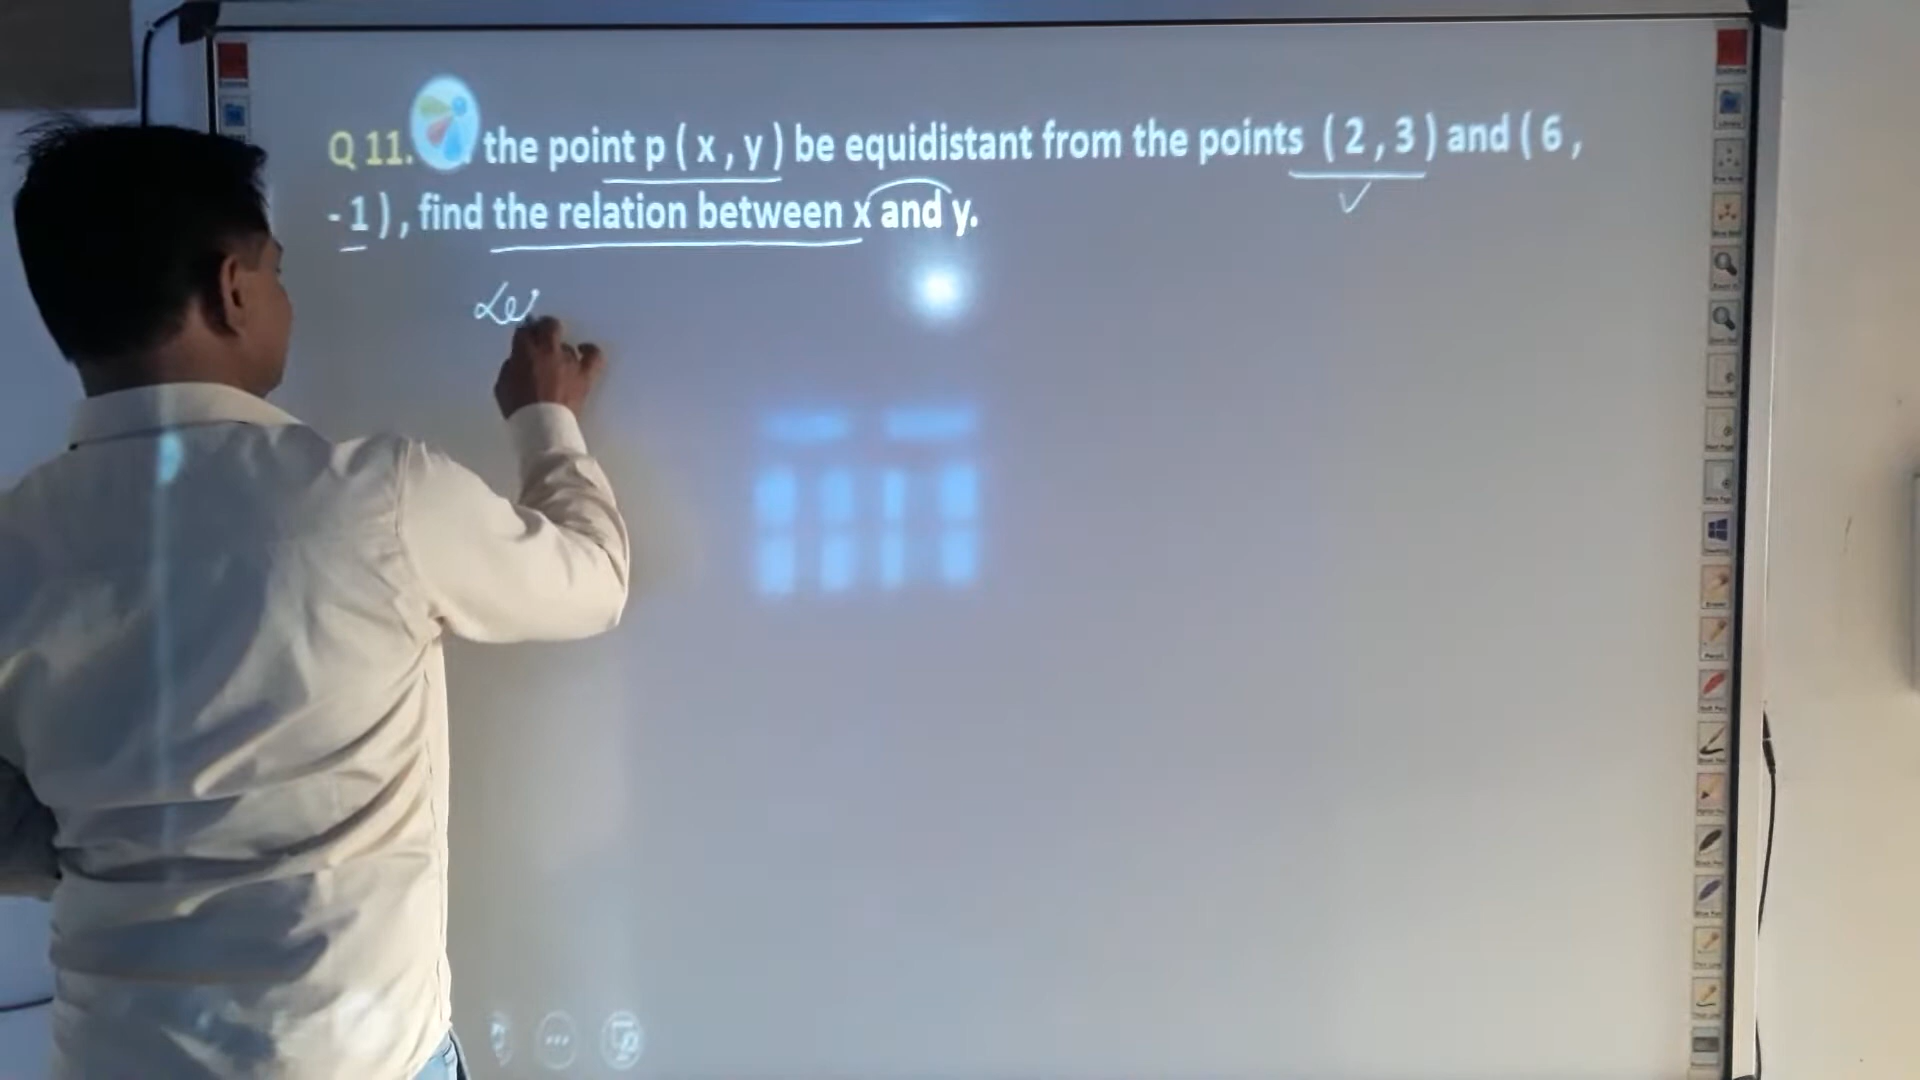 Q 11. the point p ( x , y ) be equidistant from the points ( 2 , 3 ) and ( 6 ,
- 1 ) , find the relation between x and y.
Let